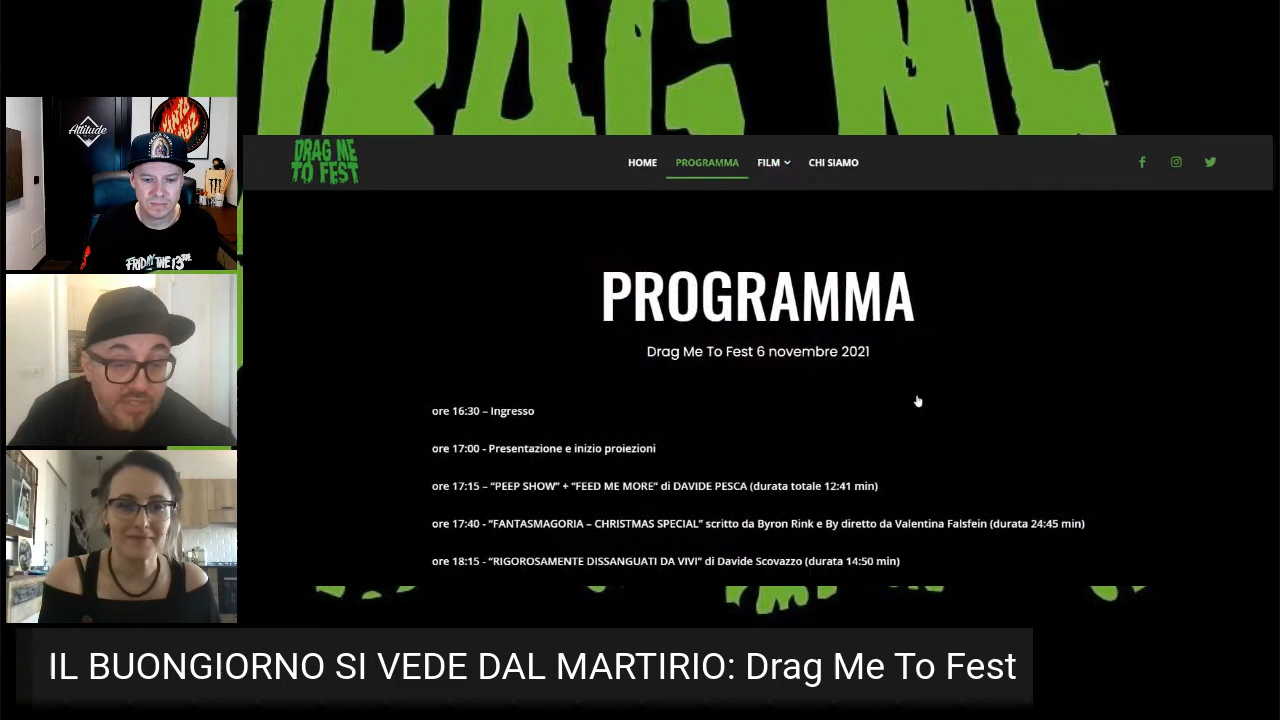 DRAG ME
Attitude
FRIDAY THE 13TH
DRAG ME
TO FEST
HOME
PROGRAMMA
FILM
CHI SIAMO
PROGRAMMA
Drag Me To Fest 6 novembre 2021
ore 16:30 – Ingresso
ore 17:00 - Presentazione e inizio proiezioni
ore 17:15 – “PEEP SHOW” + “FEED ME MORE” di DAVIDE PESCA (durata totale 12:41 min)
ore 17:40 - “FANTASMAGORIA – CHRISTMAS SPECIAL” scritto da Byron Rink e By diretto da Valentina Falsfein (durata 24:45 min)
ore 18:15 - “RIGOROSAMENTE DISSANGUATI DA VIVI” di Davide Scovazzo (durata 14:50 min)
IL BUONGIORNO SI VEDE DAL MARTIRIO: Drag Me To Fest